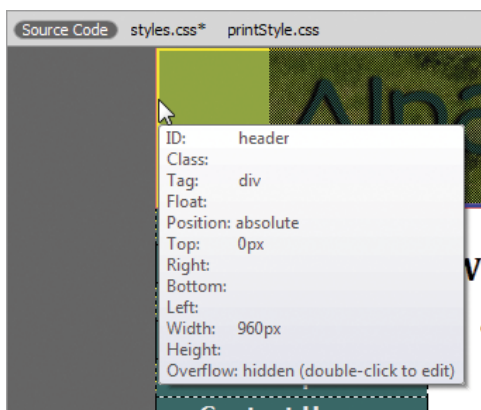 Source Code styles.css* printStyle.css
Alpa
ID: header
Class:
Tag: div
Float:
Position: absolute
Top: 0px
Right:
Bottom:
Left:
Width: 960px
Height:
Overflow: hidden (double-click to edit)